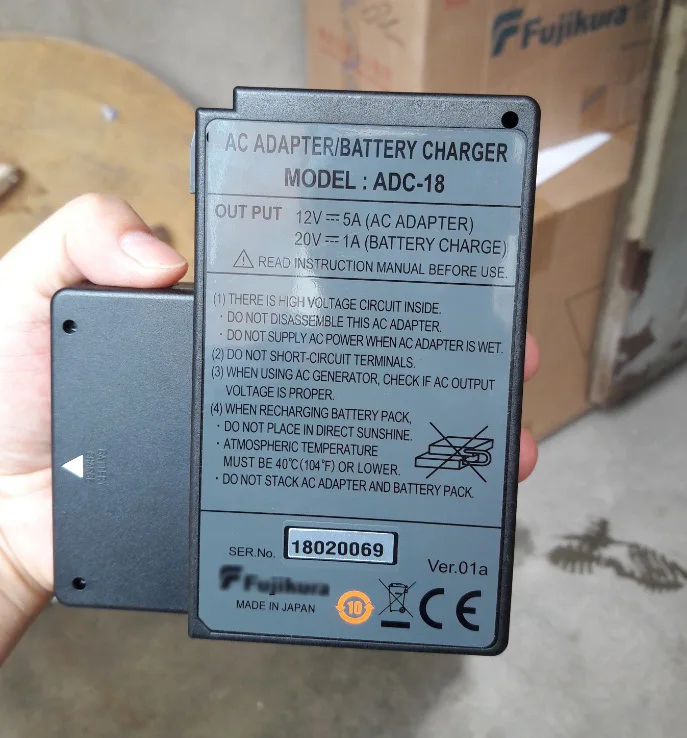 Fujikura
AC ADAPTER/BATTERY CHARGER
MODEL : ADC-18
OUT PUT 12V ⎓ 5A (AC ADAPTER)
20V ⎓ 1A (BATTERY CHARGE)
⚠ READ INSTRUCTION MANUAL BEFORE USE.
(1) THERE IS HIGH VOLTAGE CIRCUIT INSIDE.
· DO NOT DISASSEMBLE THIS AC ADAPTER.
· DO NOT SUPPLY AC POWER WHEN AC ADAPTER IS WET.
(2) DO NOT SHORT-CIRCUIT TERMINALS.
(3) WHEN USING AC GENERATOR, CHECK IF AC OUTPUT
VOLTAGE IS PROPER.
(4) WHEN RECHARGING BATTERY PACK,
· DO NOT PLACE IN DIRECT SUNSHINE.
· ATMOSPHERIC TEMPERATURE
MUST BE 40℃(104℉) OR LOWER.
· DO NOT STACK AC ADAPTER AND BATTERY PACK.
SER.No. 18020069
Ver.01a
Fujikura
MADE IN JAPAN
10
CE